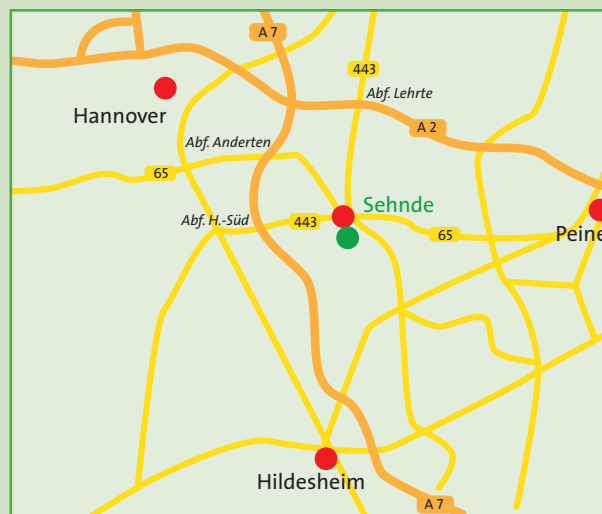 A 7
443
Abf. Lehrte
Hannover
A 2
Abf. Anderten
65
Sehnde
Abf. H.-Süd
443
65
Peine
Hildesheim
A 7